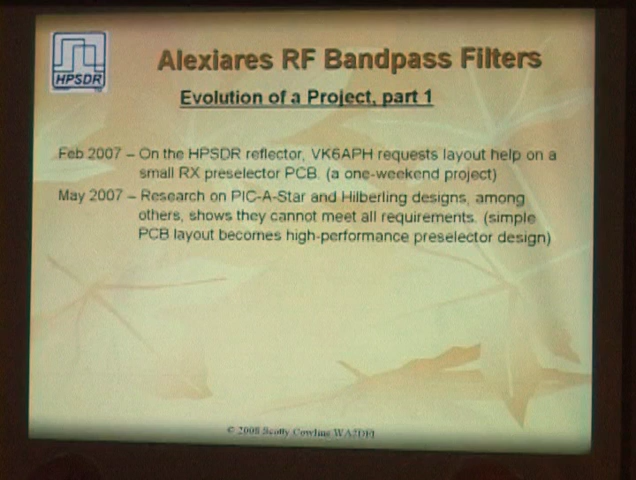 HPSDR
Alexiares RF Bandpass Filters
Evolution of a Project, part 1
Feb 2007 – On the HPSDR reflector, VK6APH requests layout help on a
small RX preselector PCB. (a one-weekend project)
May 2007 – Research on PIC-A-Star and Hilberling designs, among
others, shows they cannot meet all requirements. (simple
PCB layout becomes high-performance preselector design)
© 2008 Scotty Cowling WA2DFI